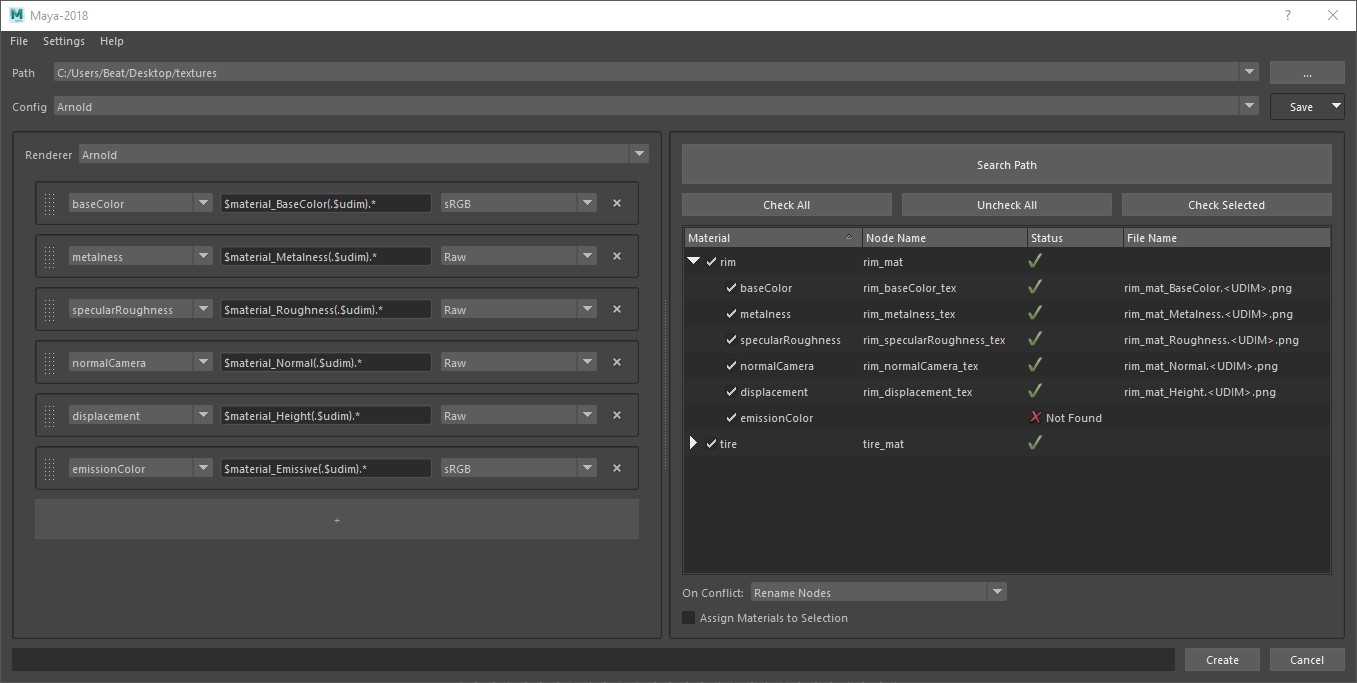 Maya-2018
?
File Settings Help
Path C:/Users/Beat/Desktop/textures ...
Config Arnold Save
Renderer Arnold
baseColor $material_BaseColor(.$udim).* sRGB
metalness $material_Metalness(.$udim).* Raw
specularRoughness $material_Roughness(.$udim).* Raw
normalCamera $material_Normal(.$udim).* Raw
displacement $material_Height(.$udim).* Raw
emissionColor $material_Emissive(.$udim).* sRGB
+
Search Path
Check All Uncheck All Check Selected
Material Node Name Status File Name
rim rim_mat
baseColor rim_baseColor_tex rim_mat_BaseColor.<UDIM>.png
metalness rim_metalness_tex rim_mat_Metalness.<UDIM>.png
specularRoughness rim_specularRoughness_tex rim_mat_Roughness.<UDIM>.png
normalCamera rim_normalCamera_tex rim_mat_Normal.<UDIM>.png
displacement rim_displacement_tex rim_mat_Height.<UDIM>.png
emissionColor Not Found
tire tire_mat
On Conflict: Rename Nodes
Assign Materials to Selection
Create Cancel